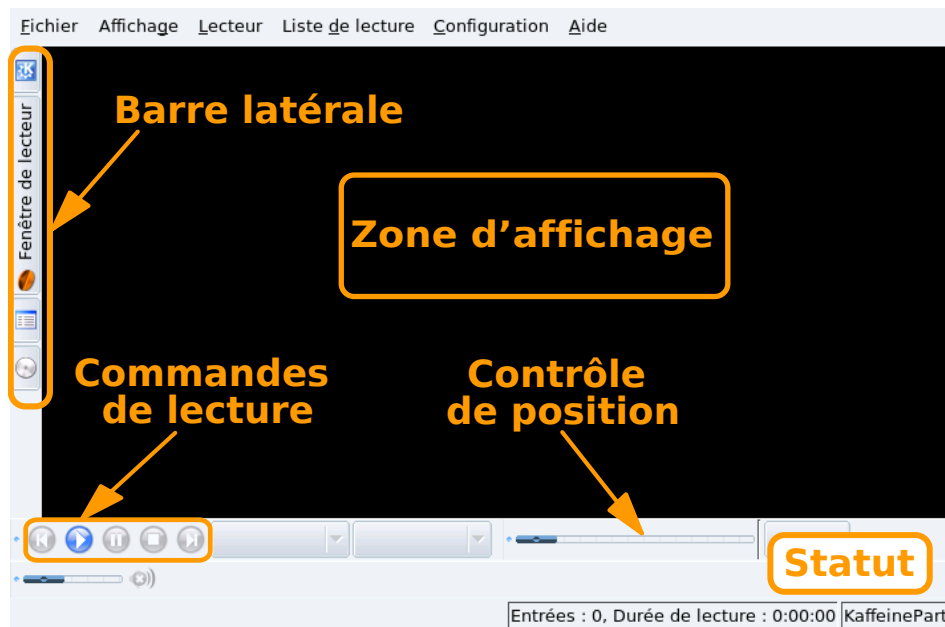 Fichier Affichage Lecteur Liste de lecture Configuration Aide
Fenêtre de lecteur
Barre latérale
Zone d’affichage
Commandes
de lecture
Contrôle
de position
Statut
Entrées : 0, Durée de lecture : 0:00:00 KaffeinePart